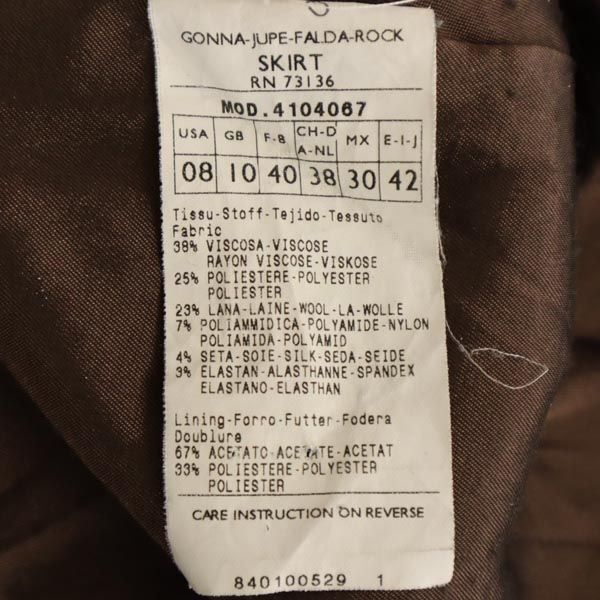 GONNA-JUPE-FALDA-ROCK
SKIRT
RN 73136
MOD.4104067
USA GB F-B CH-D A-NL MX E-I-J
08 10 40 38 30 42
Tissu-Stoff-Tejido-Tessuto
Fabric
38% VISCOSA-VISCOSE
RAYON VISCOSE-VISKOSE
25% POLIESTERE-POLYESTER
POLIESTER
23% LANA-LAINE-WOOL-LA-WOLLE
7% POLIAMMIDICA-POLYAMIDE-NYLON
POLIAMIDA-POLYAMID
4% SETA-SOIE-SILK-SEDA-SEIDE
3% ELASTAN-ALASTHANNE-SPANDEX
ELASTANO-ELASTHAN
Lining-Forro-Futter-Fodera
Doublure
67% ACETATO-ACETATE-ACETAT
33% POLIESTERE-POLYESTER
POLIESTER
CARE INSTRUCTION ON REVERSE
840100529 1